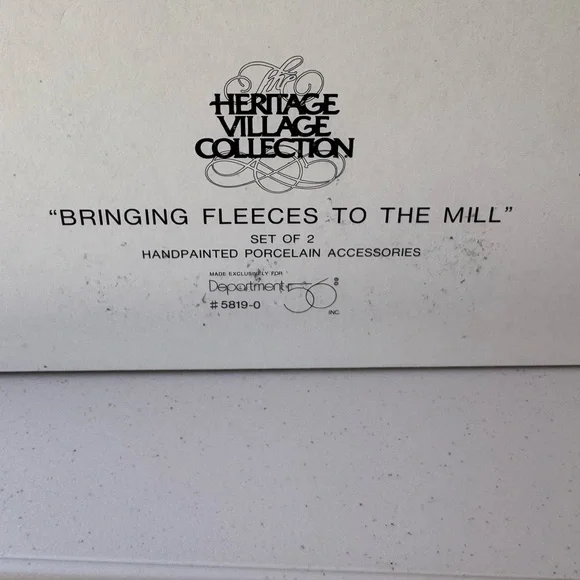 The
HERITAGE
VILLAGE
COLLECTION
"BRINGING FLEECES TO THE MILL"
SET OF 2
HANDPAINTED PORCELAIN ACCESSORIES
MADE EXCLUSIVELY FOR
Department 56®
# 5819-0
INC.